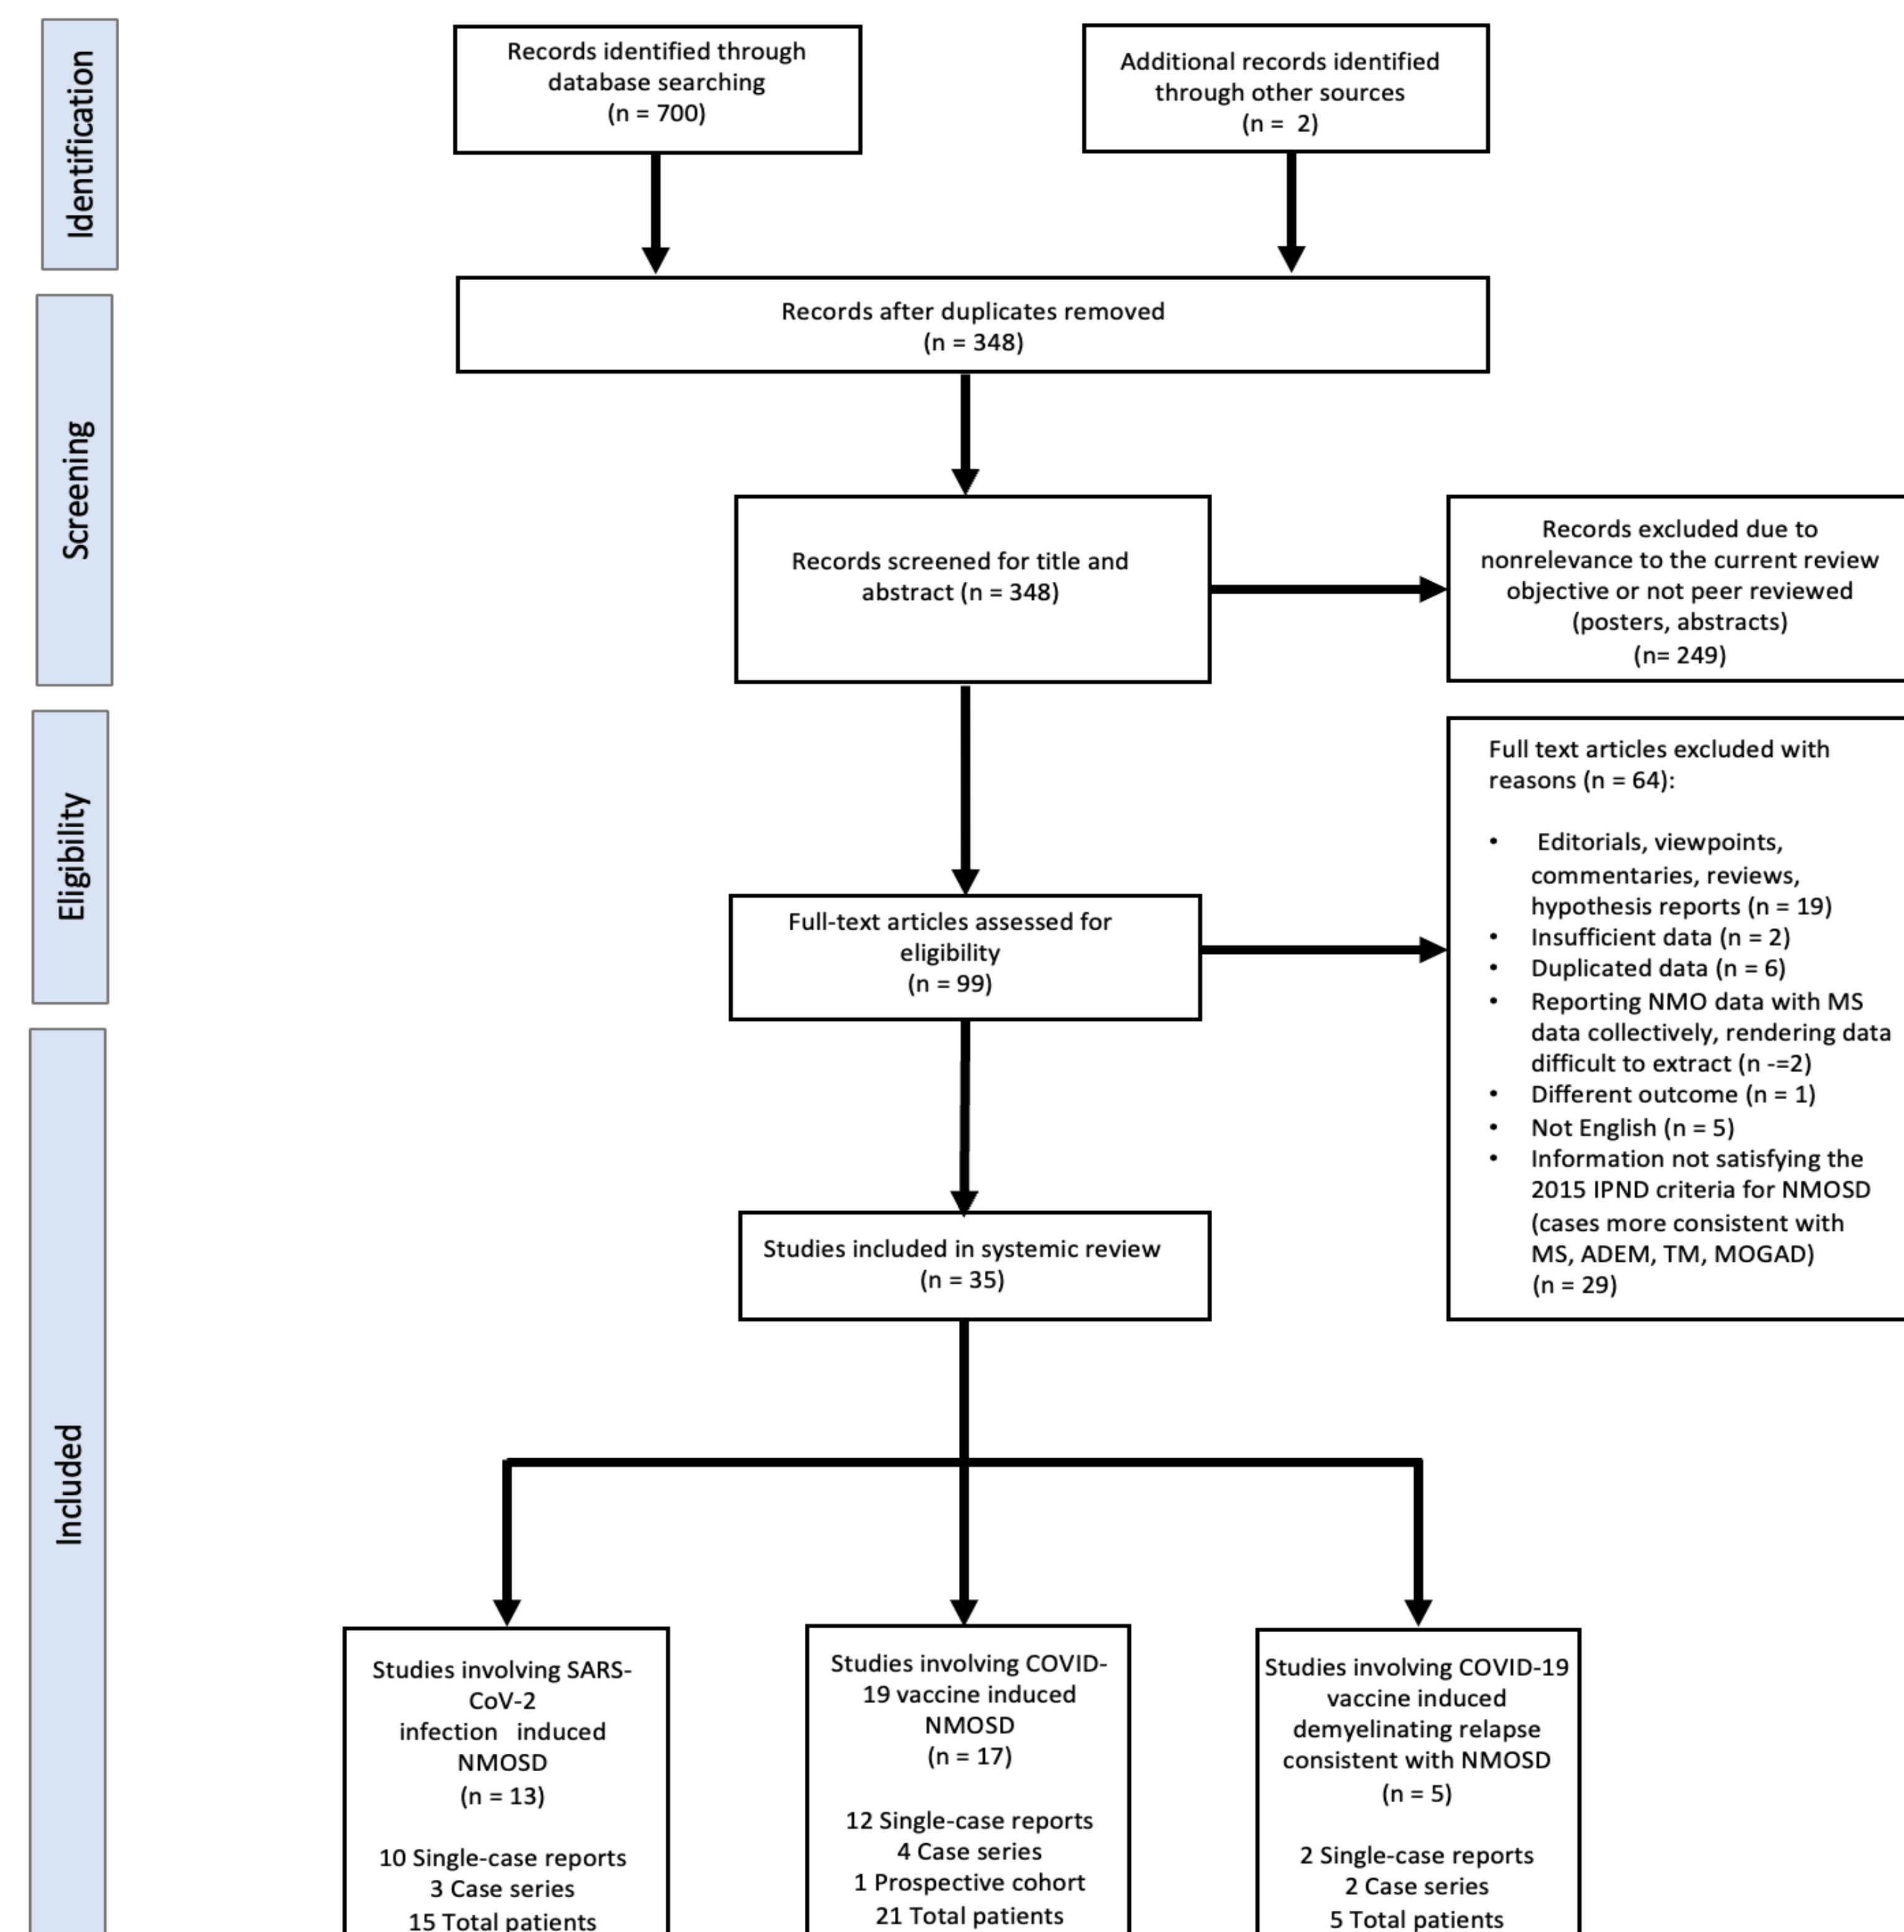 Identification
Records identified through
database searching
(n = 700)
Additional records identified
through other sources
(n =  2)
Screening
Records after duplicates removed
(n = 348)
Records screened for title and
abstract (n = 348)
Records excluded due to
nonrelevance to the current review
objective or not peer reviewed
(posters, abstracts)
(n= 249)
Eligibility
Full-text articles assessed for
eligibility
(n = 99)
Full text articles excluded with
reasons (n = 64):
• Editorials, viewpoints,
commentaries, reviews,
hypothesis reports (n = 19)
• Insufficient data (n = 2)
• Duplicated data (n = 6)
• Reporting NMO data with MS
data collectively, rendering data
difficult to extract (n -=2)
• Different outcome (n = 1)
• Not English (n = 5)
• Information not satisfying the
2015 IPND criteria for NMOSD
(cases more consistent with
MS, ADEM, TM, MOGAD)
(n = 29)
Included
Studies included in systemic review
(n = 35)
Studies involving SARS-
CoV-2
infection   induced
NMOSD
(n = 13)
10 Single-case reports
3 Case series
15 Total patients
Studies involving COVID-
19 vaccine induced
NMOSD
(n = 17)
12 Single-case reports
4 Case series
1 Prospective cohort
21 Total patients
Studies involving COVID-19
vaccine induced
demyelinating relapse
consistent with NMOSD
(n = 5)
2 Single-case reports
2 Case series
5 Total patients